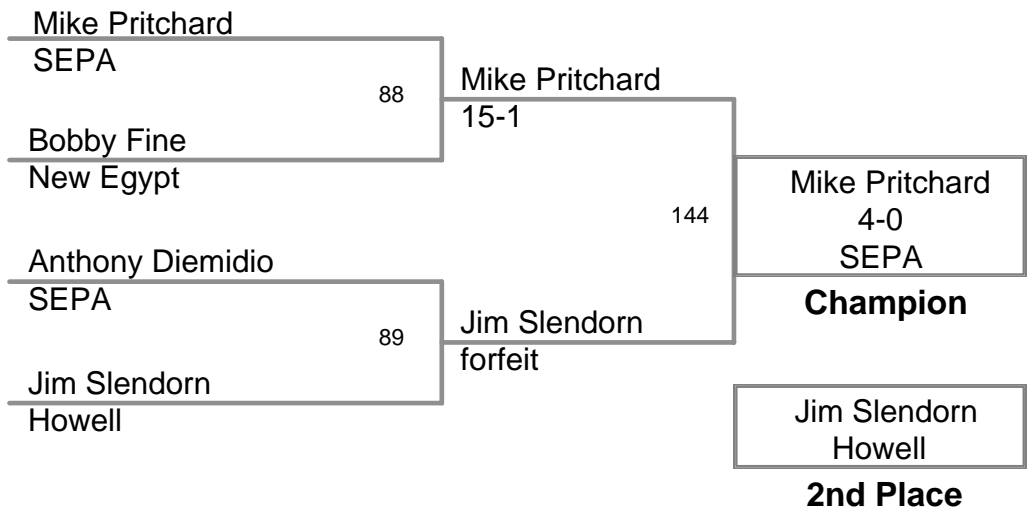 Mike Pritchard
SEPA
88
Bobby Fine
New Egypt
Anthony Diemidio
SEPA
89
Jim Slendorn
Howell
Mike Pritchard
15-1
144
Jim Slendorn
forfeit
Mike Pritchard
4-0
SEPA
Champion
Jim Slendorn
Howell
2nd Place